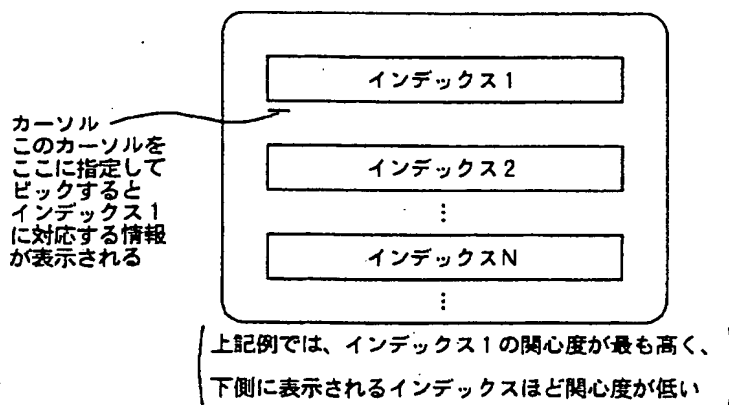 インデックス1
カーソル
このカーソルを
ここに指定して
ピックすると
インデックス1
に対応する情報
が表示される
インデックス2
⋮
インデックスN
⋮
(上記例では、インデックス1の関心度が最も高く、
下側に表示されるインデックスほど関心度が低い)